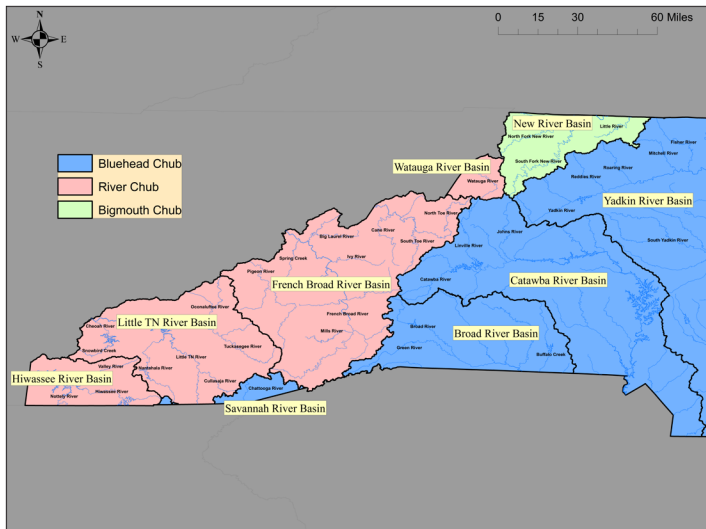 N
W E
S
0 15 30 60 Miles
Bluehead Chub
River Chub
Bigmouth Chub
New River Basin
Little River
North Fork New River
South Fork New River
Fisher River
Mitchell River
Roaring River
Reddies River
Watauga River Basin
Watauga River
Yadkin River Basin
Yadkin River
North Toe River
Cane River
Big Laurel River
Johns River
South Toe River
Linville River
South Yadkin River
Ivy River
Spring Creek
Pigeon River
Catawba River
Catawba River Basin
French Broad River Basin
Oconaluftee River
French Broad River
Little TN River Basin
Cheoah River
Broad River
Mills River
Broad River Basin
Tuckasegee River
Green River
Snowbird Creek
Little TN River
Buffalo Creek
Valley River
Nantahala River
Hiwassee River Basin
Cullasaja River
Chattooga River
Hiwassee River
Nottely River
Savannah River Basin